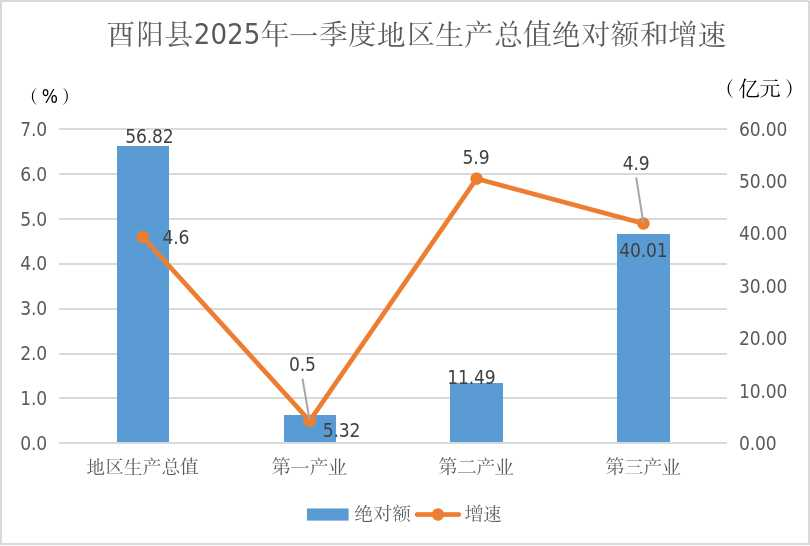 酉阳县2025年一季度地区生产总值绝对额和增速
（%）
（亿元）
7.0 56.82 60.00
6.0 5.9 4.9 50.00
5.0 4.6 40.00
4.0 40.01
3.0 30.00
2.0 0.5 20.00
1.0 11.49 10.00
0.0 5.32 0.00
地区生产总值 第一产业 第二产业 第三产业
绝对额 增速